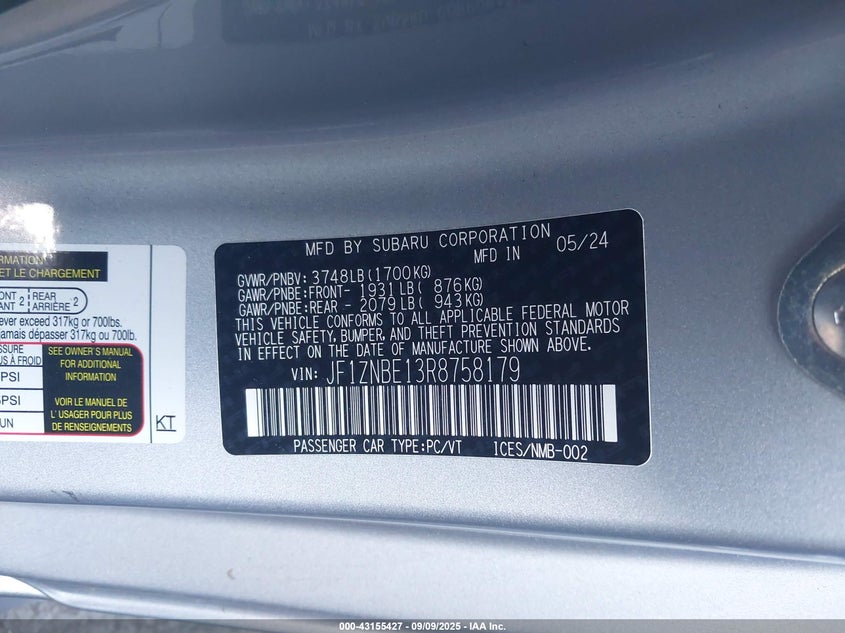 MFD BY SUBARU CORPORATION
MFD IN 05/24
GVWR/PNBV: 3748LB(1700KG)
GAWR/PNBE:FRONT- 1931LB( 876KG)
GAWR/PNBE:REAR - 2079LB( 943KG)
THIS VEHICLE CONFORMS TO ALL APPLICABLE FEDERAL MOTOR
VEHICLE SAFETY, BUMPER, AND THEFT PREVENTION STANDARDS
IN EFFECT ON THE DATE OF MANUFACTURE SHOWN ABOVE.
VIN: JF1ZNBE13R8758179
PASSENGER CAR TYPE:PC/VT ICES/NMB-002
ET LE CHARGEMENT
2 REAR
ARRIÈRE 2
ever exceed 317kg or 700lbs.
amais dépasser 317kg ou 700lb.
À FROID
PSI
PSI
SEE OWNER'S MANUAL
FOR ADDITIONAL
INFORMATION
VOIR LE MANUEL DE
L' USAGER POUR PLUS
DE RENSEIGNEMENTS
KT
000-43155427 - 09/09/2025 - IAA Inc.